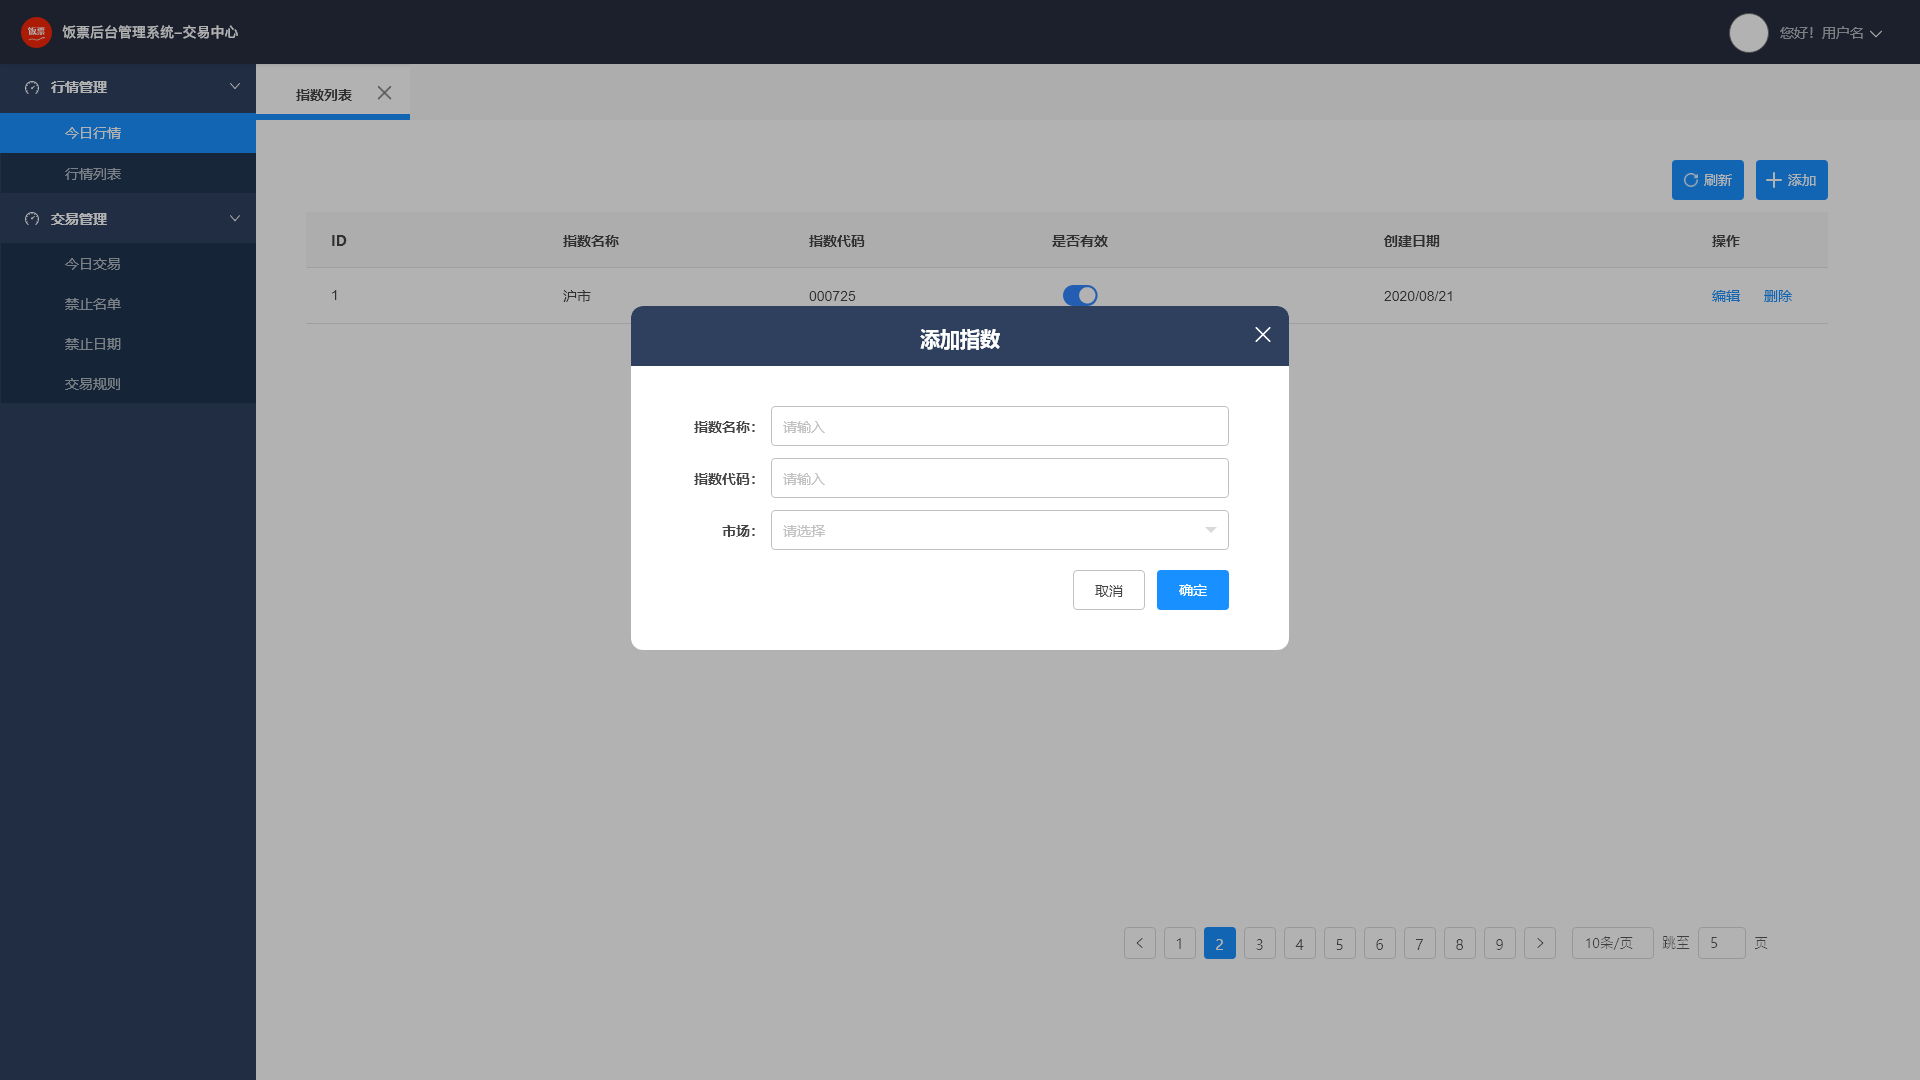 饭票
饭票后台管理系统-交易中心
您好！用户名
行情管理
今日行情
行情列表
交易管理
今日交易
禁止名单
禁止日期
交易规则
指数列表
刷新
添加
ID 指数名称 指数代码 是否有效 创建日期 操作
1 沪市 000725 2020/08/21 编辑 删除
添加指数
指数名称： 请输入
指数代码： 请输入
市场： 请选择
取消 确定
1 2 3 4 5 6 7 8 9 10条/页 跳至 5 页